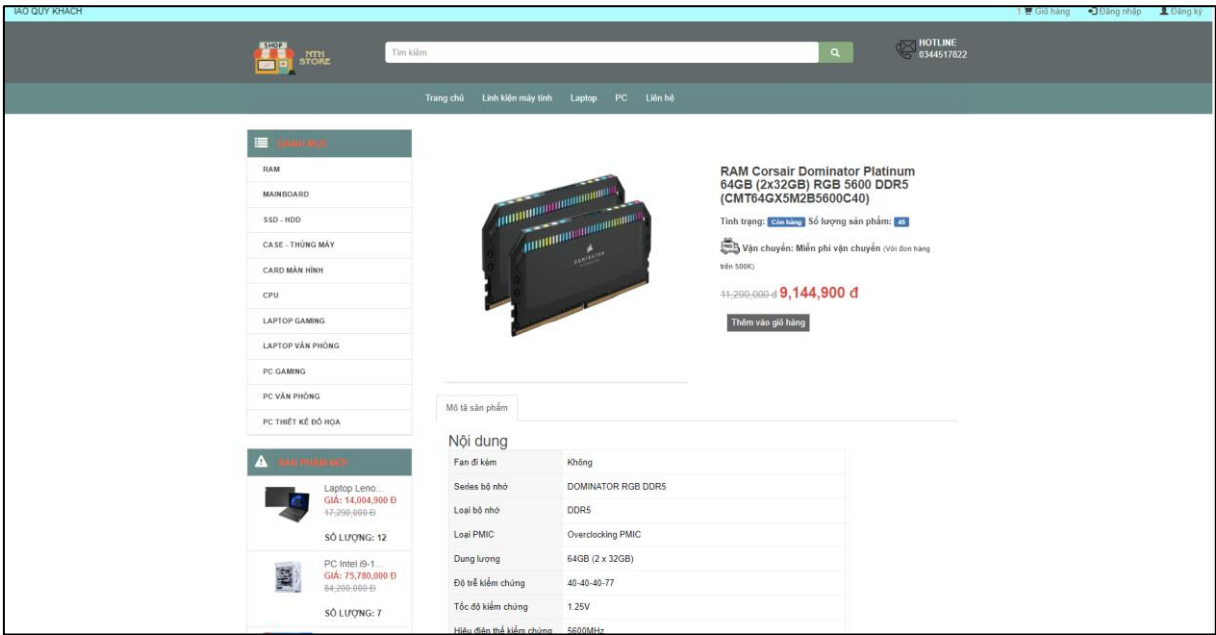 IAO QUÝ KHÁCH
1 Giỏ hàng Đăng nhập Đăng ký
SHOP
NTH
STORE
Tìm kiếm
HOTLINE
0344517822
Trang chủ Linh kiện máy tính Laptop PC Liên hệ
DANH MỤC
RAM
MAINBOARD
SSD - HDD
CASE - THÙNG MÁY
CARD MÀN HÌNH
CPU
LAPTOP GAMING
LAPTOP VĂN PHÒNG
PC GAMING
PC VĂN PHÒNG
PC THIẾT KẾ ĐỒ HỌA
SẢN PHẨM MỚI
Laptop Leno...
GIÁ: 14,004,900 Đ
17,290,000 Đ
SỐ LƯỢNG: 12
PC Intel i9-1...
GIÁ: 75,780,000 Đ
84,200,000 Đ
SỐ LƯỢNG: 7
DOMINATOR
RAM Corsair Dominator Platinum
64GB (2x32GB) RGB 5600 DDR5
(CMT64GX5M2B5600C40)
Tình trạng: Còn hàng Số lượng sản phẩm: 45
FREE Vận chuyển: Miễn phí vận chuyển (Với đơn hàng
trên 500K)
11,290,000 đ 9,144,900 đ
Thêm vào giỏ hàng
Mô tả sản phẩm
Nội dung
Fan đi kèm Không
Series bộ nhớ DOMINATOR RGB DDR5
Loại bộ nhớ DDR5
Loại PMIC Overclocking PMIC
Dung lượng 64GB (2 x 32GB)
Độ trễ kiểm chứng 40-40-40-77
Tốc độ kiểm chứng 1.25V
Hiệu điện thế kiểm chứng 5600MHz